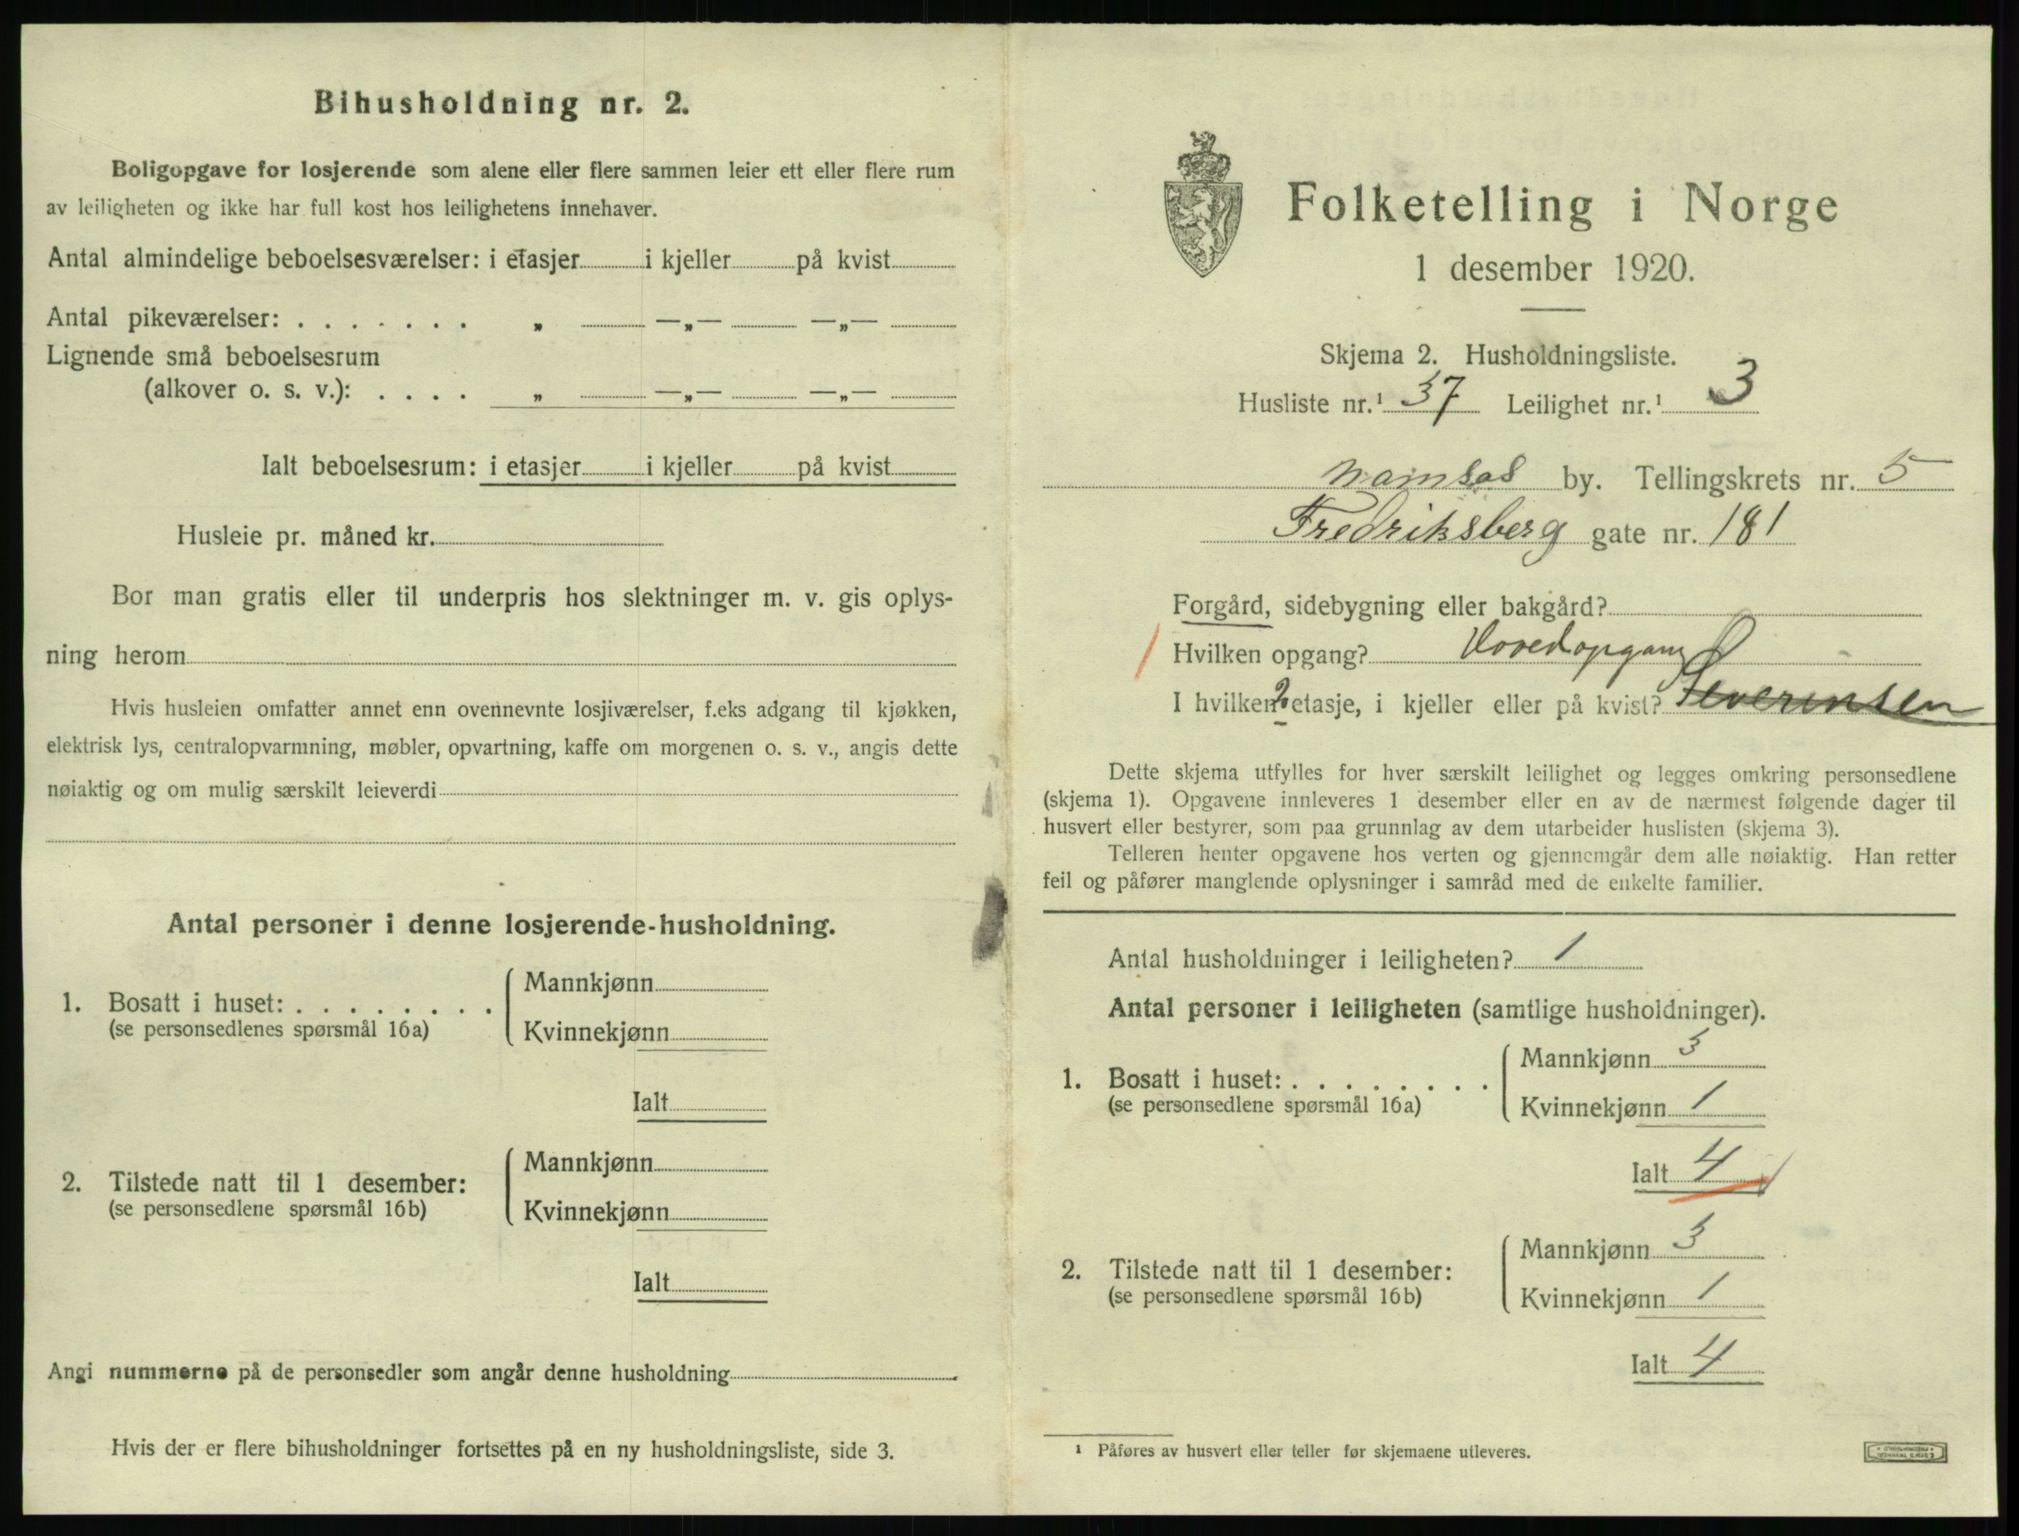 Bihusholdning nr. 2.
Boligopgave for losjerende som alene eller flere sammen leier ett eller flere rum
av leiligheten og ikke har full kost hos leilighetens innehaver.
Antal almindelige beboelsesværelser: i etasjer i kjeller på kvist
Antal pikeværelser: . . . . . . . „ —„— —„—
Lignende små beboelsesrum
(alkover o. s. v.): . . . . „ —„— —„—
Ialt beboelsesrum: i etasjer i kjeller på kvist
Husleie pr. måned kr.
Bor man gratis eller til underpris hos slektninger m. v. gis oplys-
ning herom
Hvis husleien omfatter annet enn ovennevnte losjiværelser, f.eks adgang til kjøkken,
elektrisk lys, centralopvarmning, møbler, opvartning, kaffe om morgenen o. s. v., angis dette
nøiaktig og om mulig særskilt leieverdi
Antal personer i denne losjerende-husholdning.
1. Bosatt i huset: . . . . . . . . Mannkjønn
(se personsedlenes spørsmål 16a) Kvinnekjønn
Ialt
2. Tilstede natt til 1 desember: Mannkjønn
(se personsedlene spørsmål 16b) Kvinnekjønn
Ialt
Angi nummerne på de personsedler som angår denne husholdning
Hvis der er flere bihusholdninger fortsettes på en ny husholdningsliste, side 3.
Folketelling i Norge
1 desember 1920.
Skjema 2. Husholdningsliste.
Husliste nr.¹ 37 Leilighet nr.¹ 3
Namsos by. Tellingskrets nr. 5
Fredriksberg gate nr. 181
Forgård, sidebygning eller bakgård?
Hvilken opgang? Hovedopgang
I hvilken 2 etasje, i kjeller eller på kvist? Severinsen
Dette skjema utfylles for hver særskilt leilighet og legges omkring personsedlene
(skjema 1). Opgavene innleveres 1 desember eller en av de nærmest følgende dager til
husvert eller bestyrer, som paa grunnlag av dem utarbeider huslisten (skjema 3).
Telleren henter opgavene hos verten og gjennemgår dem alle nøiaktig. Han retter
feil og påfører manglende oplysninger i samråd med de enkelte familier.
Antal husholdninger i leiligheten? 1
Antal personer i leiligheten (samtlige husholdninger).
1. Bosatt i huset: . . . . . . . . Mannkjønn 3
(se personsedlene spørsmål 16a) Kvinnekjønn 1
Ialt 4
2. Tilstede natt til 1 desember: Mannkjønn 3
(se personsedlene spørsmål 16b) Kvinnekjønn 1
Ialt 4
¹ Påføres av husvert eller teller før skjemaene utleveres.